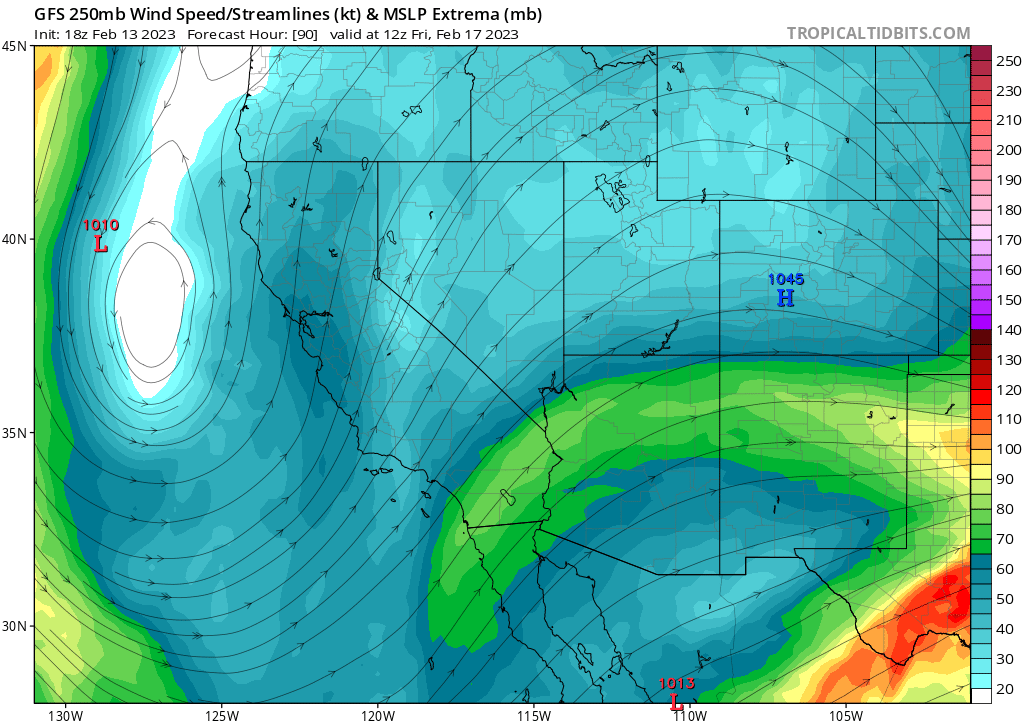 GFS 250mb Wind Speed/Streamlines (kt) & MSLP Extrema (mb)
Init: 18z Feb 13 2023 Forecast Hour: [90] valid at 12z Fri, Feb 17 2023
TROPICALTIDBITS.COM
45N
40N
35N
30N
130W
125W
120W
115W
110W
105W
1010
L
1045
H
1013
L
250
230
210
200
190
180
170
160
150
140
130
120
110
100
90
80
70
60
50
40
30
20